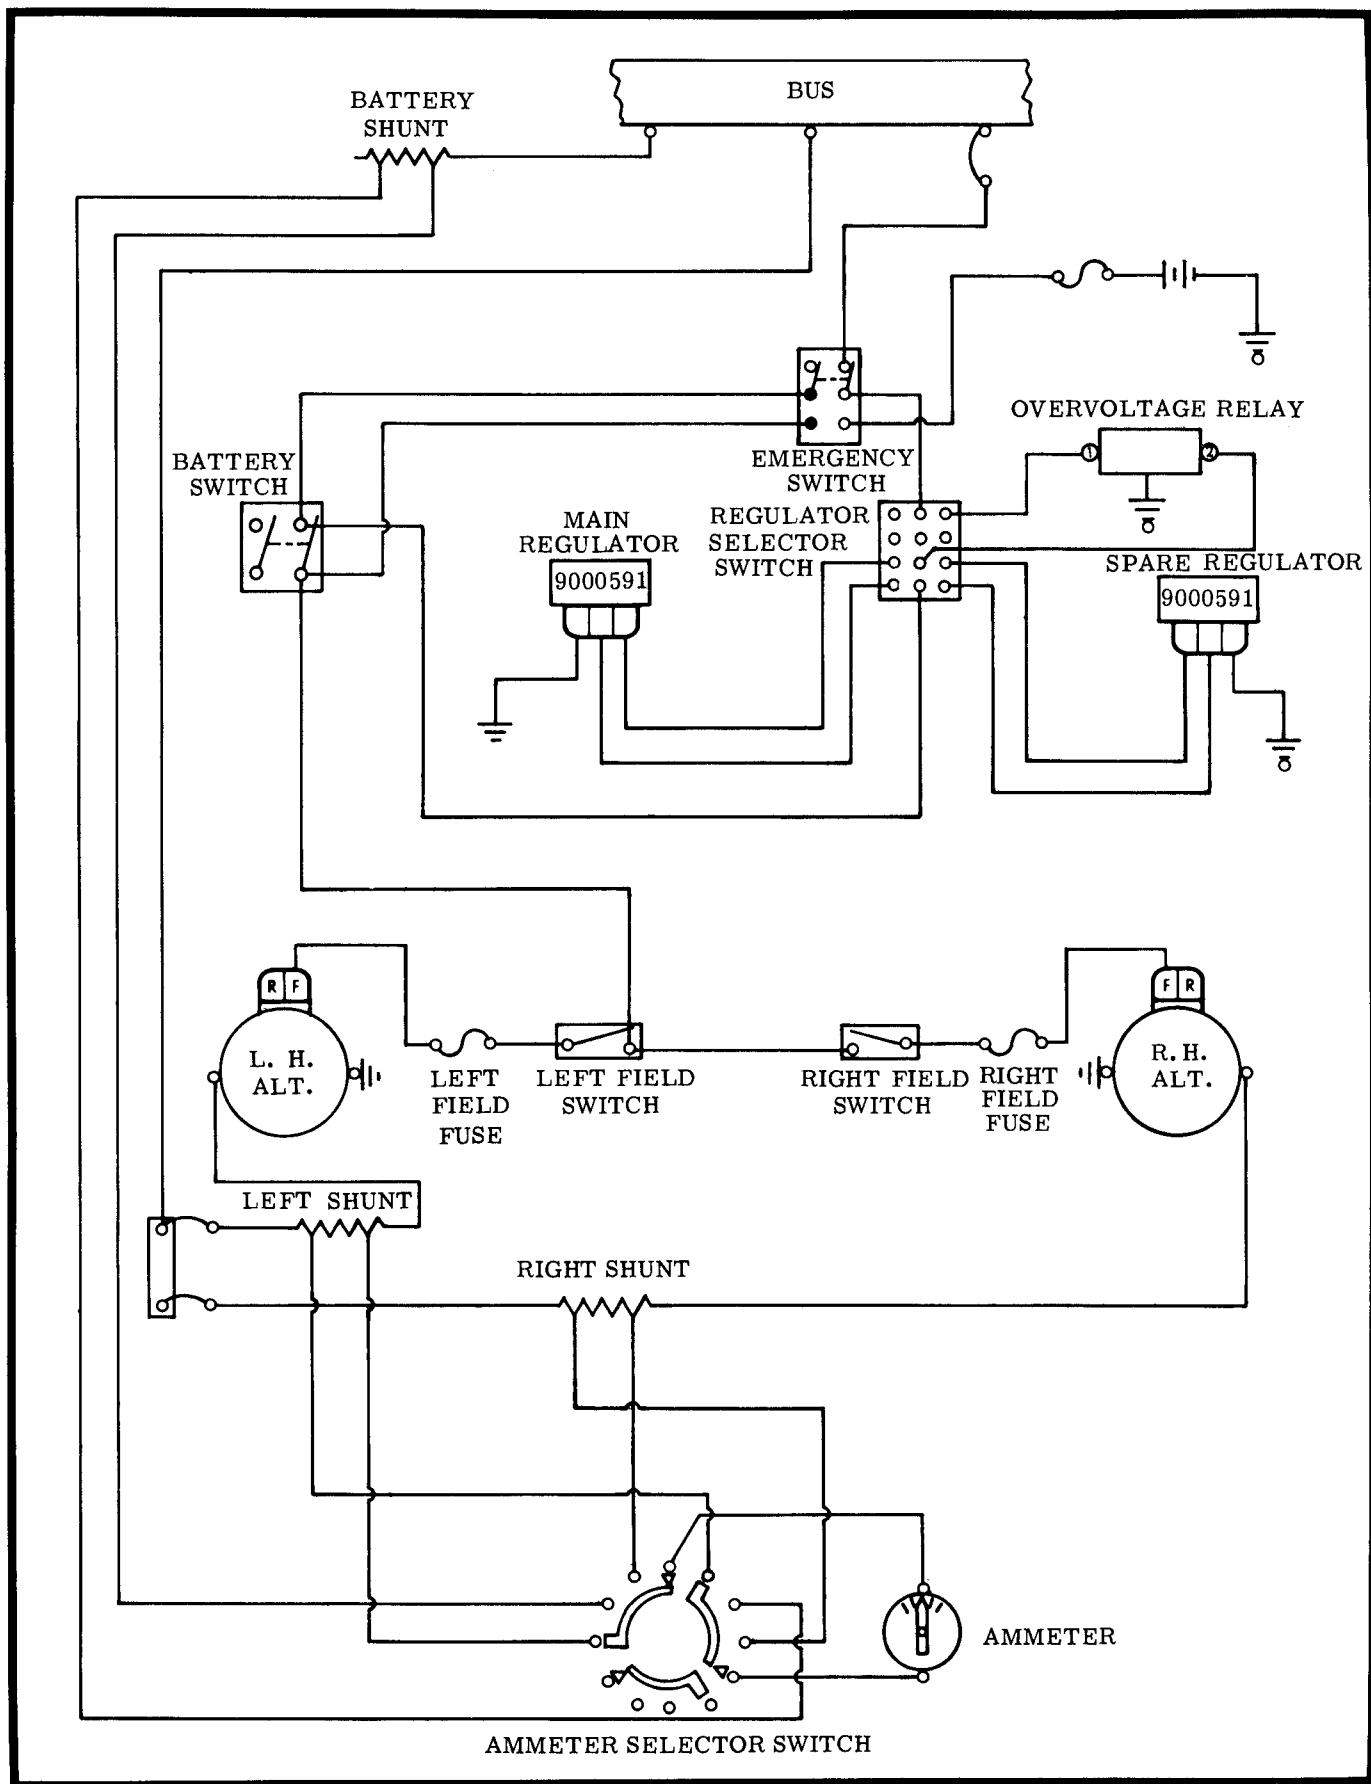 BUS
BATTERY
SHUNT
OVERVOLTAGE RELAY
1
2
EMERGENCY
SWITCH
BATTERY
SWITCH
MAIN
REGULATOR
9000591
REGULATOR
SELECTOR
SWITCH
SPARE REGULATOR
9000591
R F
L. H.
ALT.
LEFT
FIELD
FUSE
LEFT FIELD
SWITCH
RIGHT FIELD
SWITCH
RIGHT
FIELD
FUSE
F R
R. H.
ALT.
LEFT SHUNT
RIGHT SHUNT
AMMETER
AMMETER SELECTOR SWITCH